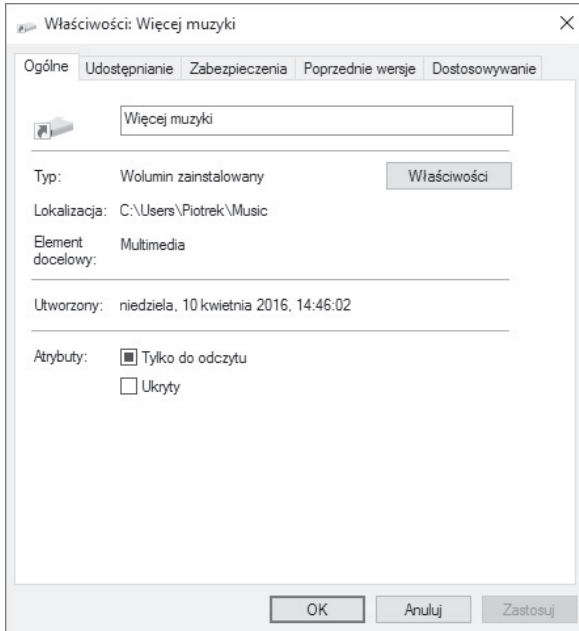 Właściwości: Więcej muzyki
Ogólne Udostępnianie Zabezpieczenia Poprzednie wersje Dostosowywanie
Więcej muzyki
Typ: Wolumin zainstalowany Właściwości
Lokalizacja: C:\Users\Piotrek\Music
Element docelowy: Multimedia
Utworzony: niedziela, 10 kwietnia 2016, 14:46:02
Atrybuty: Tylko do odczytu
Ukryty
OK Anuluj Zastosuj